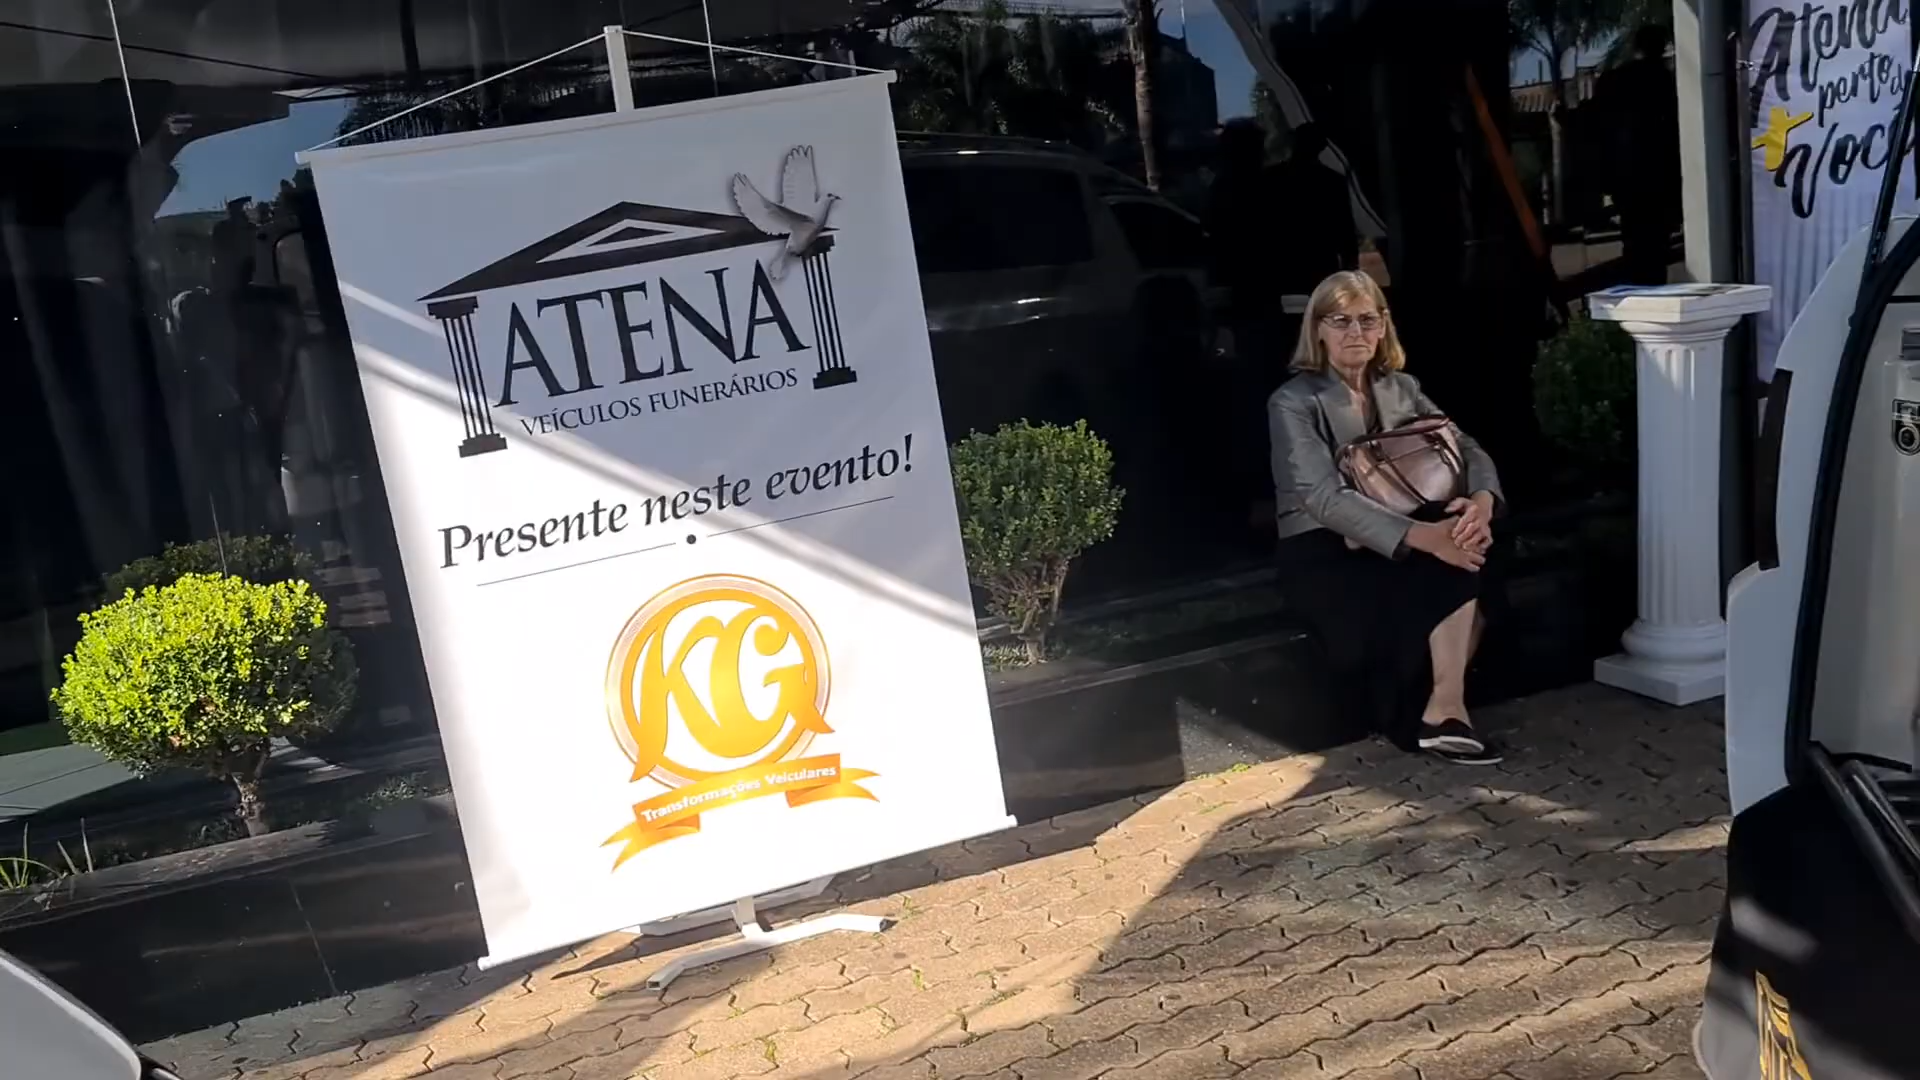 ATENA
VEÍCULOS FUNERÁRIOS
Presente neste evento!
KG
Transformações Veiculares
Atena
+ perto de
Você